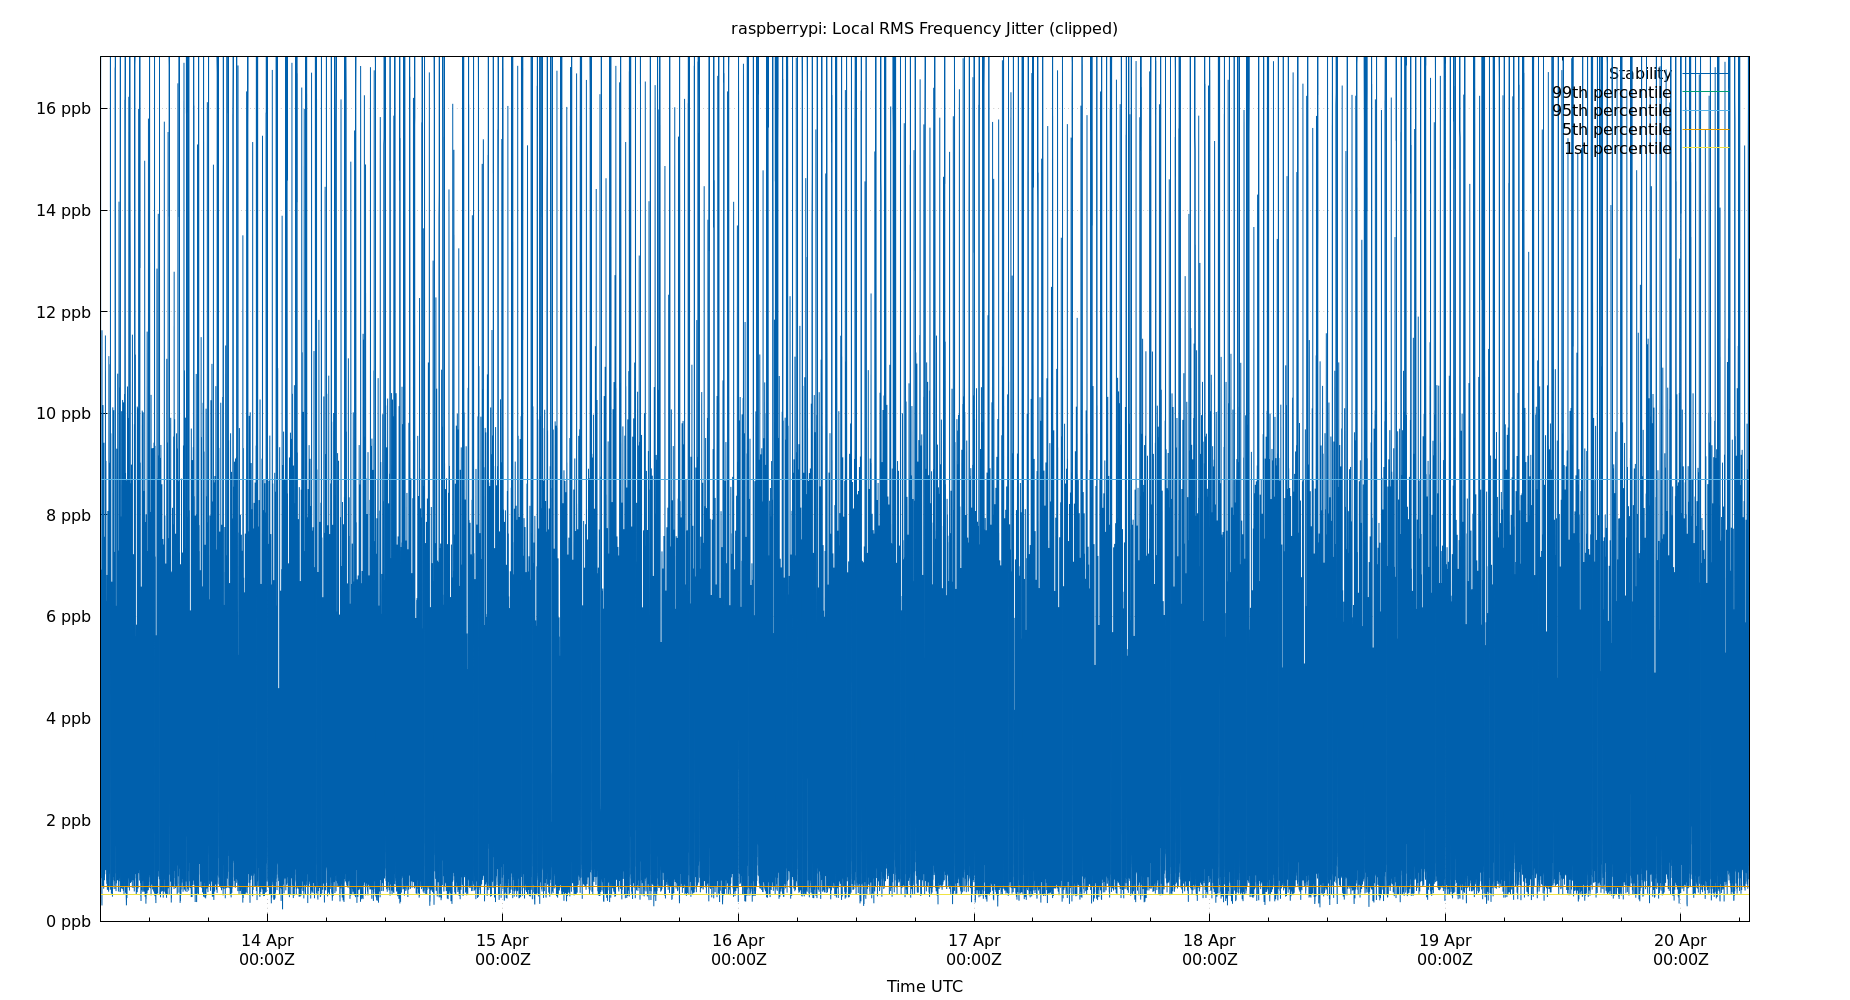 raspberrypi: Local RMS Frequency Jitter (clipped)
Stability
99th percentile
95th percentile
5th percentile
1st percentile
16 ppb
14 ppb
12 ppb
10 ppb
8 ppb
6 ppb
4 ppb
2 ppb
0 ppb
14 Apr 15 Apr 16 Apr 17 Apr 18 Apr 19 Apr 20 Apr
00:00Z 00:00Z 00:00Z 00:00Z 00:00Z 00:00Z 00:00Z
Time UTC